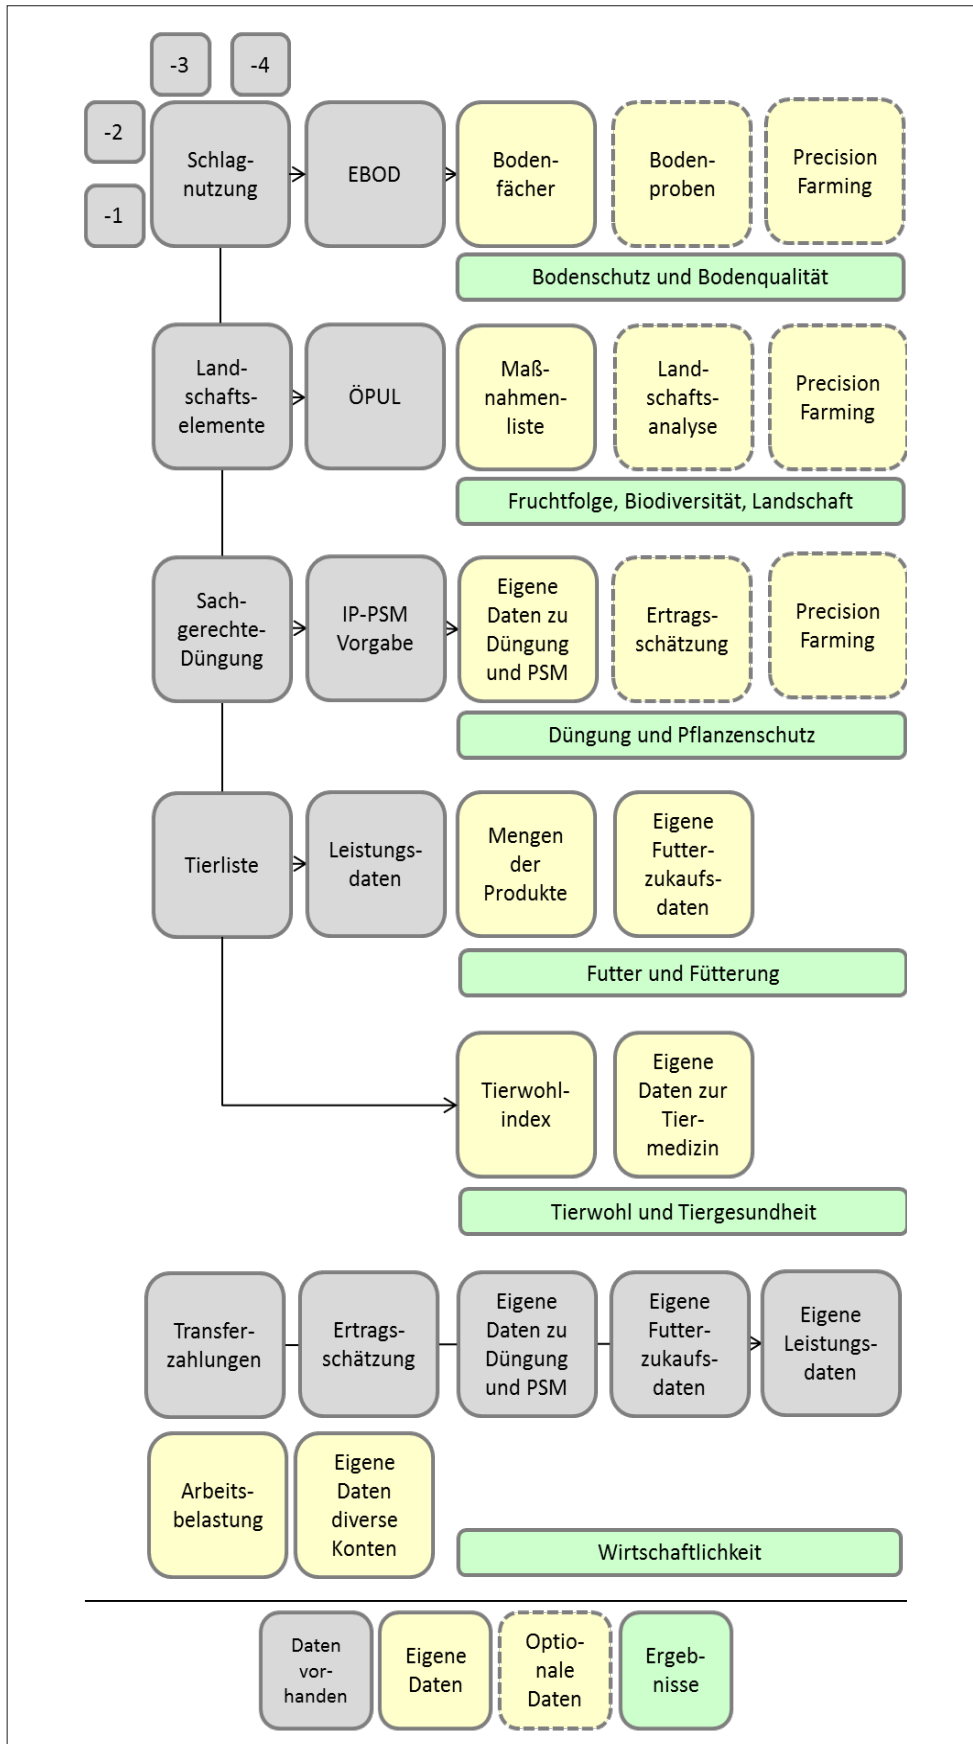 -3
-4
-2
-1
Schlag-
nutzung
EBOD
Boden-
fächer
Boden-
proben
Precision
Farming
Bodenschutz und Bodenqualität
Land-
schafts-
elemente
ÖPUL
Maß-
nahmen-
liste
Land-
schafts-
analyse
Precision
Farming
Fruchtfolge, Biodiversität, Landschaft
Sach-
gerechte-
Düngung
IP-PSM
Vorgabe
Eigene
Daten zu
Düngung
und PSM
Ertrags-
schätzung
Precision
Farming
Düngung und Pflanzenschutz
Tierliste
Leistungs-
daten
Mengen
der
Produkte
Eigene
Futter-
zukaufs-
daten
Futter und Fütterung
Tierwohl-
index
Eigene
Daten zur
Tier-
medizin
Tierwohl und Tiergesundheit
Transfer-
zahlungen
Ertrags-
schätzung
Eigene
Daten zu
Düngung
und PSM
Eigene
Futter-
zukaufs-
daten
Eigene
Leistungs-
daten
Arbeits-
belastung
Eigene
Daten
diverse
Konten
Wirtschaftlichkeit
Daten
vor-
handen
Eigene
Daten
Optio-
nale
Daten
Ergeb-
nisse